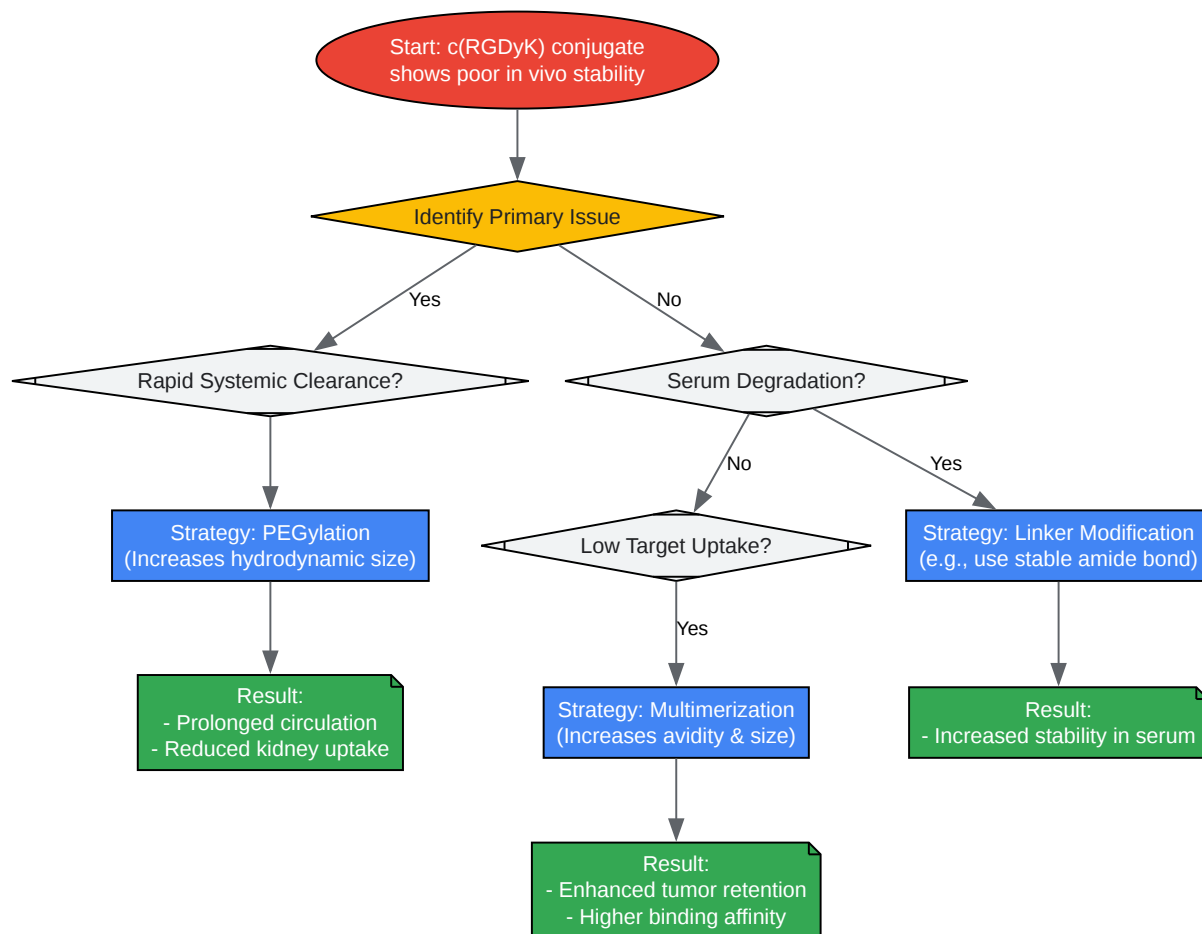 Start: c(RGDyK) conjugate
shows poor in vivo stability
Identify Primary Issue
Yes
No
Rapid Systemic Clearance?
Serum Degradation?
No
Yes
Strategy: PEGylation
(Increases hydrodynamic size)
Low Target Uptake?
Strategy: Linker Modification
(e.g., use stable amide bond)
Yes
Result:
- Prolonged circulation
- Reduced kidney uptake
Strategy: Multimerization
(Increases avidity & size)
Result:
- Increased stability in serum
Result:
- Enhanced tumor retention
- Higher binding affinity